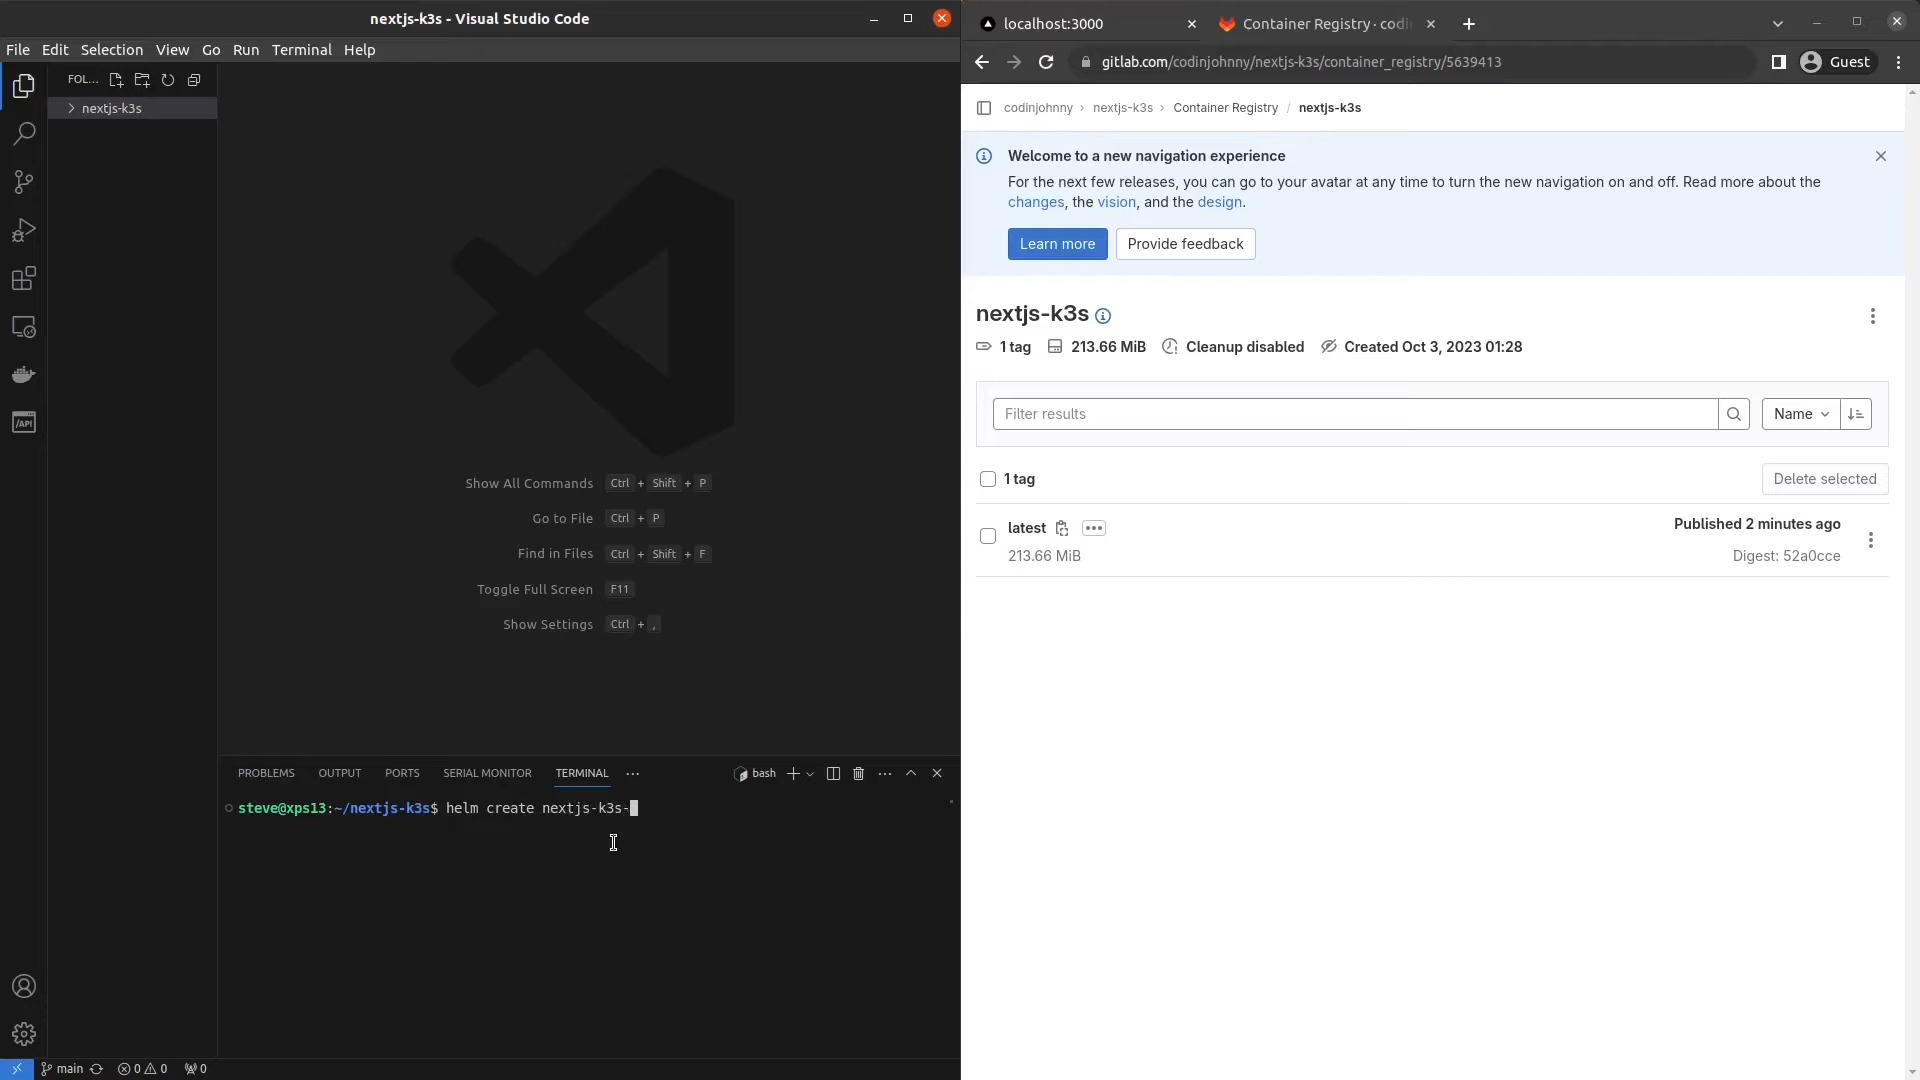 nextjs-k3s - Visual Studio Code
File Edit Selection View Go Run Terminal Help
FOL...
nextjs-k3s
/API
Show All Commands Ctrl + Shift + P
Go to File Ctrl + P
Find in Files Ctrl + Shift + F
Toggle Full Screen F11
Show Settings Ctrl + ,
PROBLEMS OUTPUT PORTS SERIAL MONITOR TERMINAL ... bash
steve@xps13:~/nextjs-k3s$ helm create nextjs-k3s-
main 0 0 0
localhost:3000 Container Registry · codi
gitlab.com/codinjohnny/nextjs-k3s/container_registry/5639413 Guest
codinjohnny › nextjs-k3s › Container Registry / nextjs-k3s
Welcome to a new navigation experience
For the next few releases, you can go to your avatar at any time to turn the new navigation on and off. Read more about the
changes, the vision, and the design.
Learn more Provide feedback
nextjs-k3s
1 tag 213.66 MiB Cleanup disabled Created Oct 3, 2023 01:28
Filter results Name
1 tag Delete selected
latest Published 2 minutes ago
213.66 MiB Digest: 52a0cce